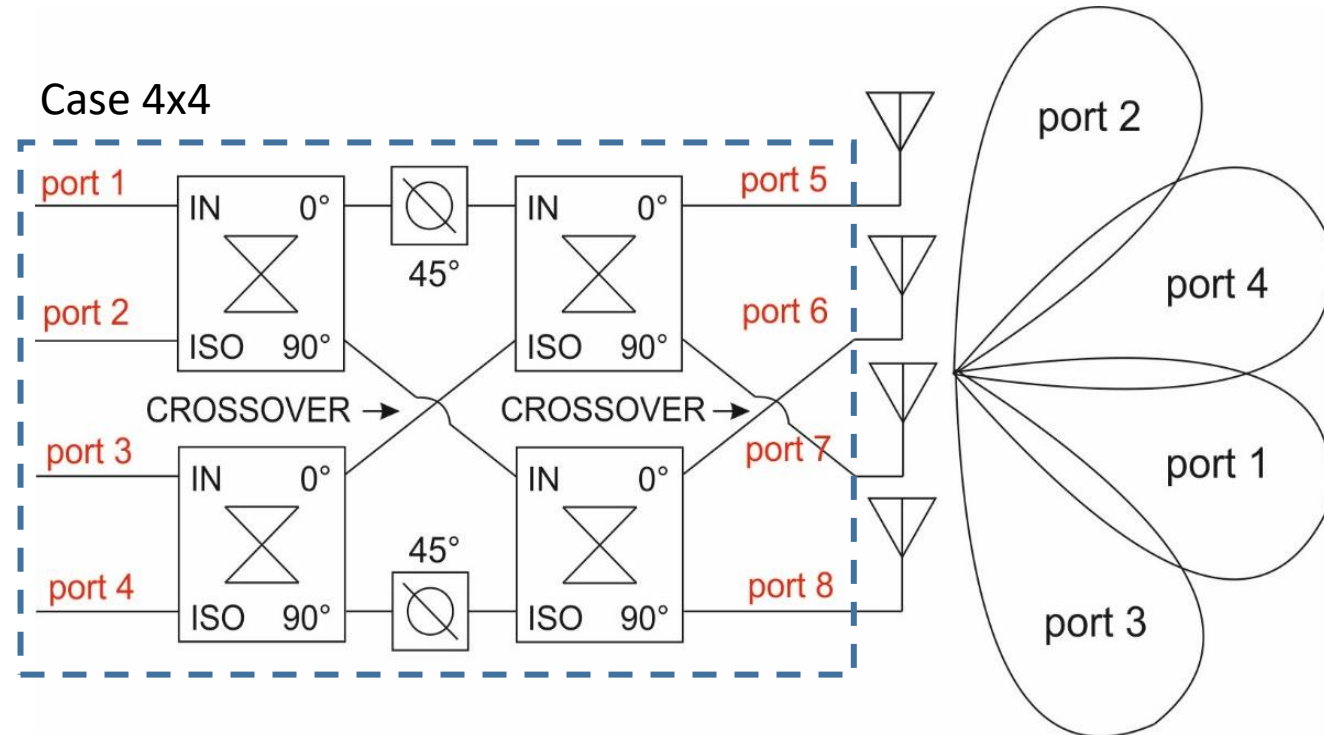 Case 4x4
port 1
IN 0°
45°
IN 0°
port 5
port 2
ISO 90°
ISO 90°
port 6
CROSSOVER
CROSSOVER
port 3
IN 0°
IN 0°
port 7
port 4
ISO 90°
45°
ISO 90°
port 8
port 2
port 4
port 1
port 3